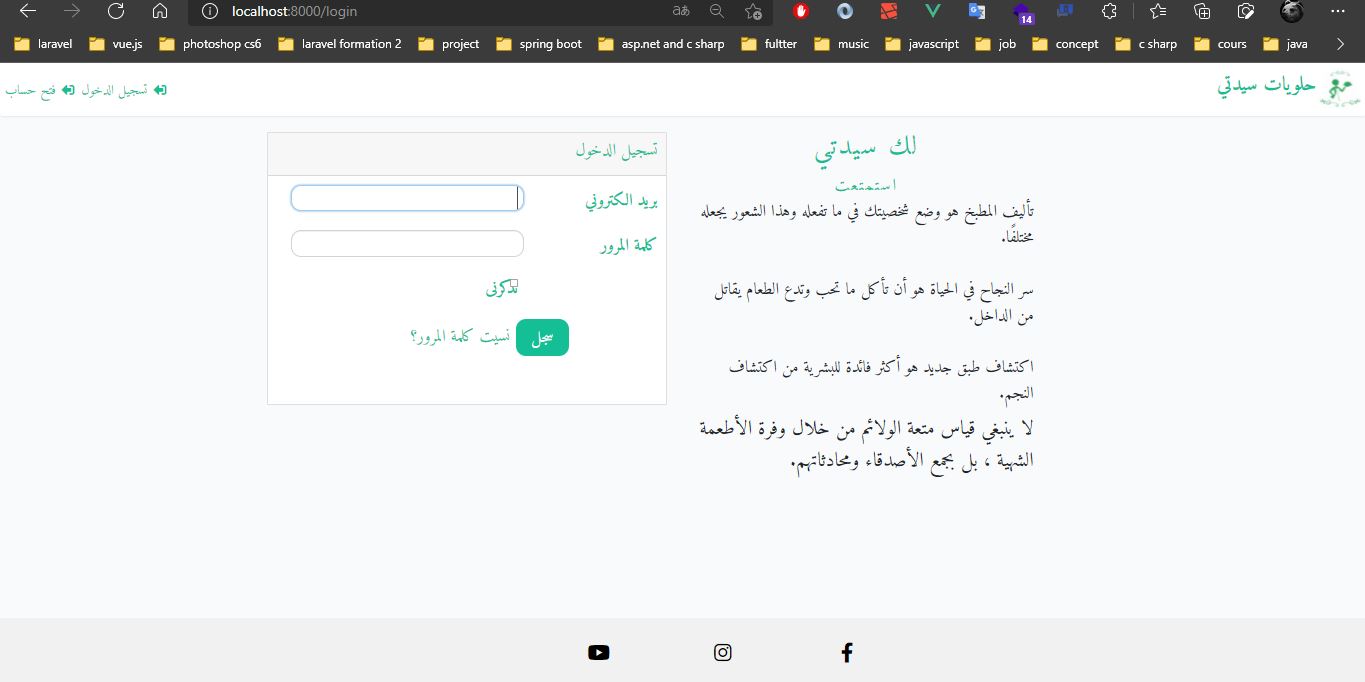 localhost:8000/login
14
laravel
vue.js
photoshop cs6
laravel formation 2
project
spring boot
asp.net and c sharp
fultter
music
javascript
job
concept
c sharp
cours
java
حلويات سيدتي
تسجيل الدخول
فتح حساب
لك سيدتي
استمتعت
تأليف المطبخ هو وضع شخصيتك في ما تفعله وهذا الشعور يجعله
مختلفًا.
سر النجاح في الحياة هو أن تأكل ما تحب وتدع الطعام يقاتل
من الداخل.
اكتشاف طبق جديد هو أكثر فائدة للبشرية من اكتشاف
النجم.
لا ينبغي قياس متعة الولائم من خلال وفرة الأطعمة
الشهية ، بل بجمع الأصدقاء ومحادثاتهم.
تسجيل الدخول
بريد الكتروني
كلمة المرور
تذكرنى
سجل
نسيت كلمة المرور؟